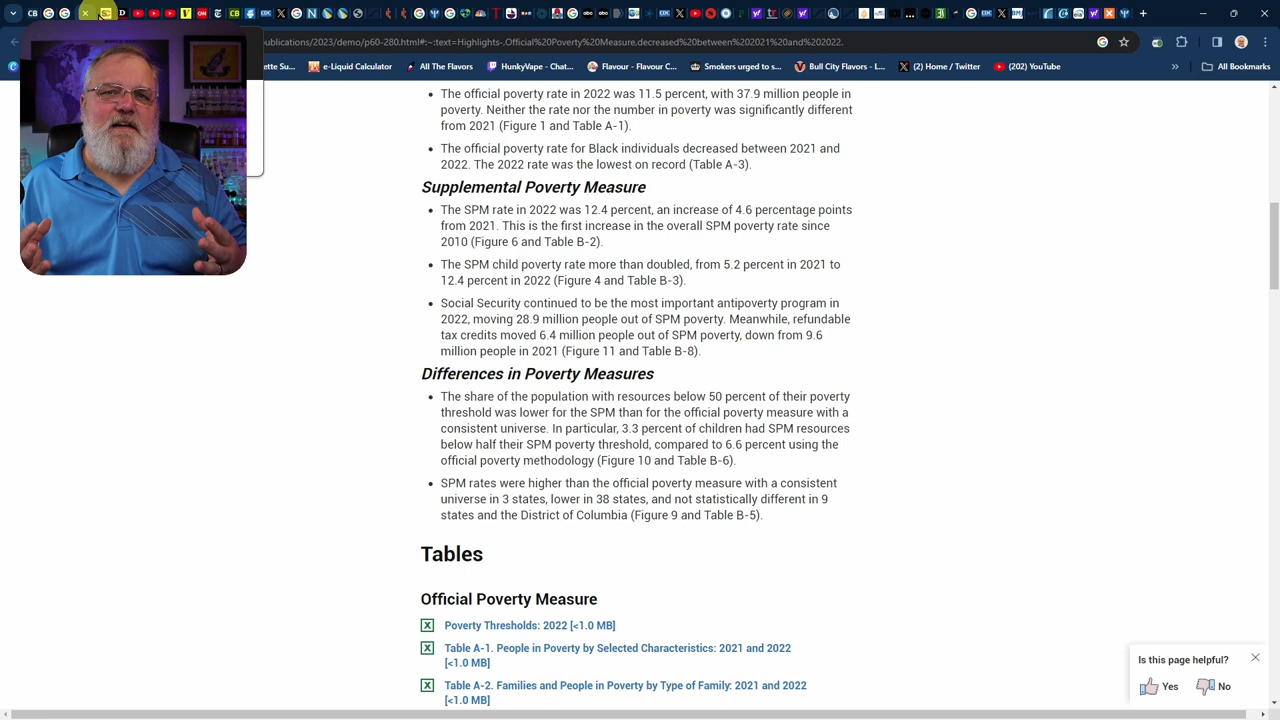 ublications/2023/demo/p60-280.html#:~:text=Highlights-,Official%20Poverty%20Measure,decreased%20between%202021%20and%202022.
ette Su...
e-Liquid Calculator
All The Flavors
HunkyVape - Chat...
Flavour – Flavour C...
Smokers urged to s...
Bull City Flavors - L...
(2) Home / Twitter
(202) YouTube
All Bookmarks
The official poverty rate in 2022 was 11.5 percent, with 37.9 million people in
poverty. Neither the rate nor the number in poverty was significantly different
from 2021 (Figure 1 and Table A-1).
The official poverty rate for Black individuals decreased between 2021 and
2022. The 2022 rate was the lowest on record (Table A-3).
Supplemental Poverty Measure
The SPM rate in 2022 was 12.4 percent, an increase of 4.6 percentage points
from 2021. This is the first increase in the overall SPM poverty rate since
2010 (Figure 6 and Table B-2).
The SPM child poverty rate more than doubled, from 5.2 percent in 2021 to
12.4 percent in 2022 (Figure 4 and Table B-3).
Social Security continued to be the most important antipoverty program in
2022, moving 28.9 million people out of SPM poverty. Meanwhile, refundable
tax credits moved 6.4 million people out of SPM poverty, down from 9.6
million people in 2021 (Figure 11 and Table B-8).
Differences in Poverty Measures
The share of the population with resources below 50 percent of their poverty
threshold was lower for the SPM than for the official poverty measure with a
consistent universe. In particular, 3.3 percent of children had SPM resources
below half their SPM poverty threshold, compared to 6.6 percent using the
official poverty methodology (Figure 10 and Table B-6).
SPM rates were higher than the official poverty measure with a consistent
universe in 3 states, lower in 38 states, and not statistically different in 9
states and the District of Columbia (Figure 9 and Table B-5).
Tables
Official Poverty Measure
Poverty Thresholds: 2022 [<1.0 MB]
Table A-1. People in Poverty by Selected Characteristics: 2021 and 2022
[<1.0 MB]
Table A-2. Families and People in Poverty by Type of Family: 2021 and 2022
[<1.0 MB]
Is this page helpful?
Yes
No